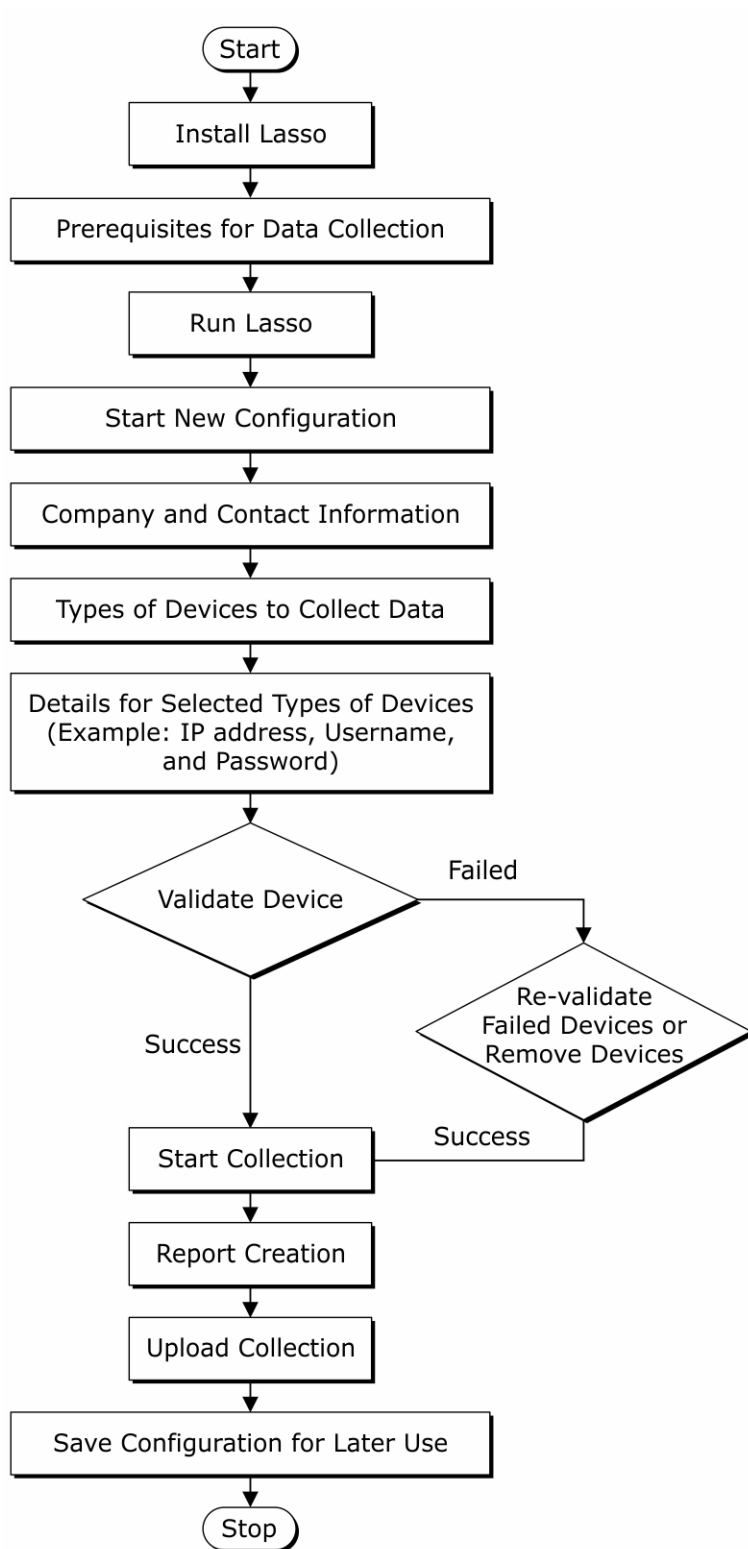 Start
Install Lasso
Prerequisites for Data Collection
Run Lasso
Start New Configuration
Company and Contact Information
Types of Devices to Collect Data
Details for Selected Types of Devices
(Example: IP address, Username,
and Password)
Validate Device
Failed
Re-validate
Failed Devices or
Remove Devices
Success
Success
Start Collection
Report Creation
Upload Collection
Save Configuration for Later Use
Stop